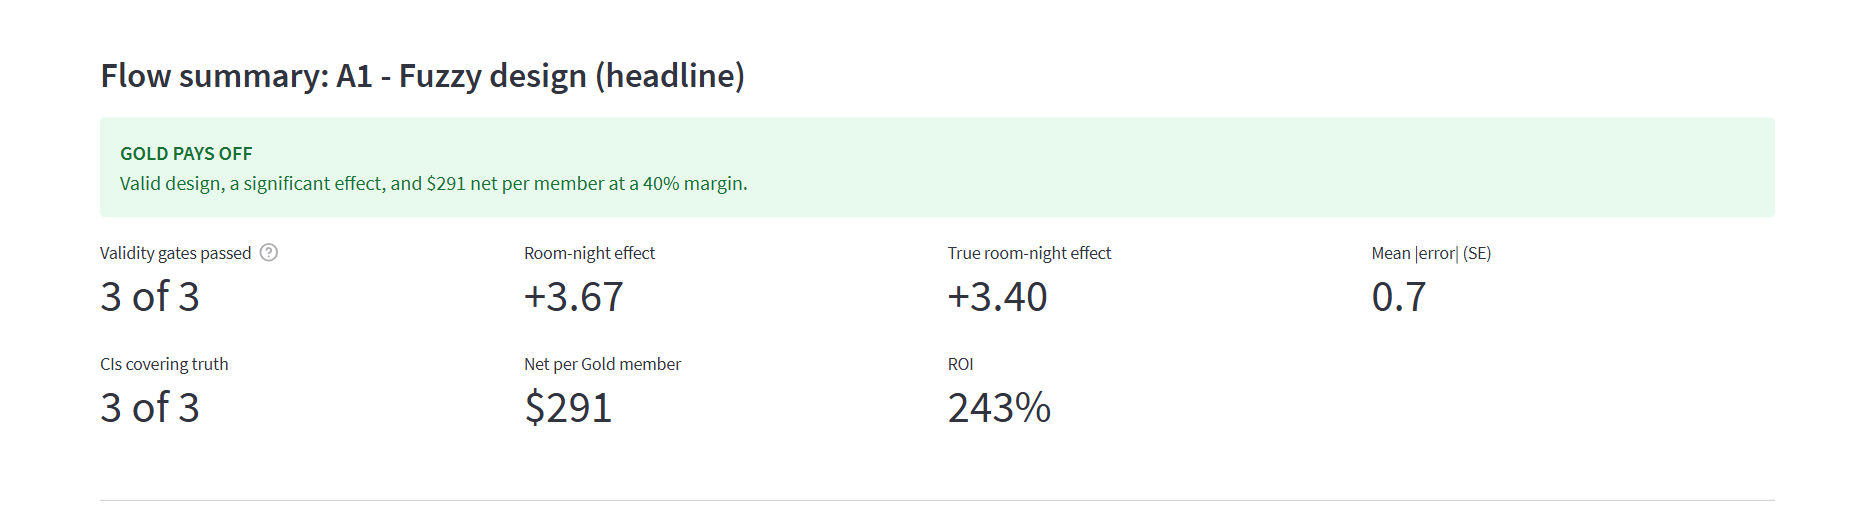 Flow summary: A1 - Fuzzy design (headline)
GOLD PAYS OFF
Valid design, a significant effect, and $291 net per member at a 40% margin.
Validity gates passed ?
3 of 3
Room-night effect
+3.67
True room-night effect
+3.40
Mean |error| (SE)
0.7
CIs covering truth
3 of 3
Net per Gold member
$291
ROI
243%